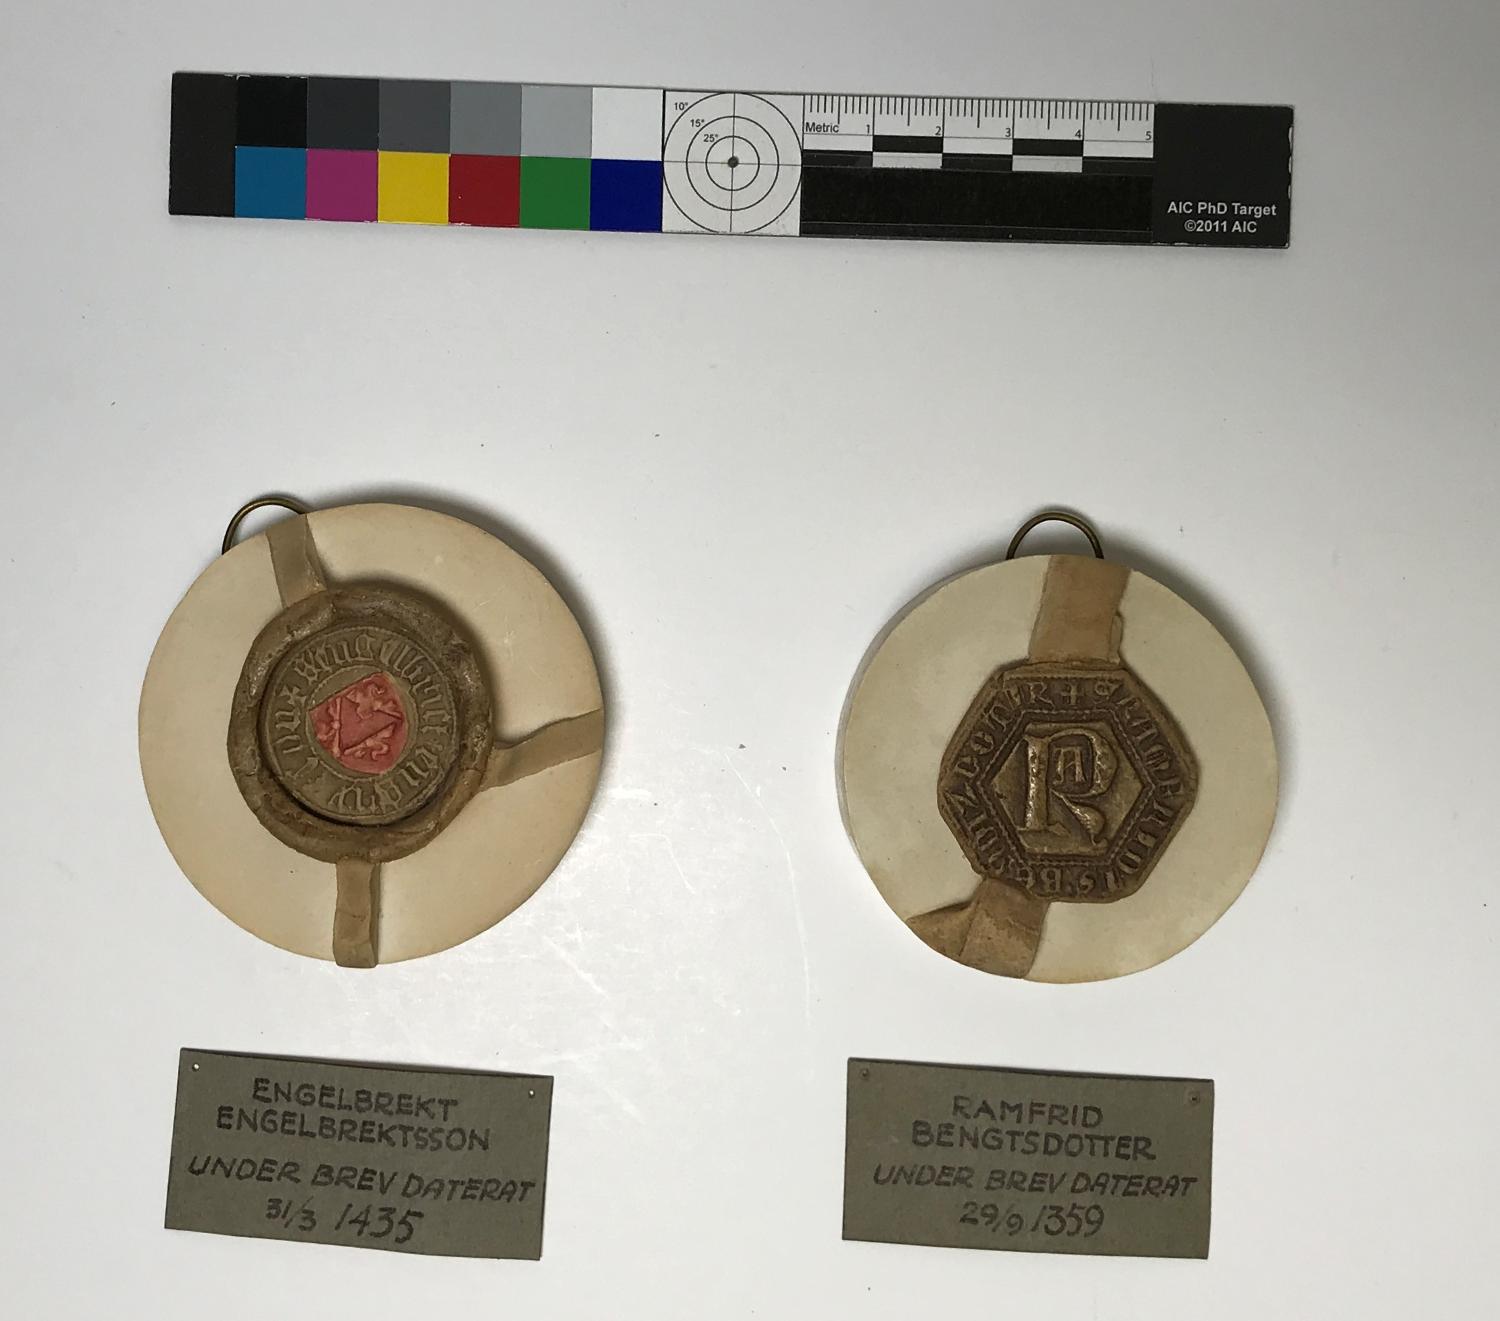 10°
15°
25°
Metric 1 2 3 4 5
AIC PhD Target
©2011 AIC
ENGELBREKT
ENGELBREKTSSON
UNDER BREV DATERAT
31/3 1435
RAMFRID
BENGTSDOTTER
UNDER BREV DATERAT
29/9 1359
R